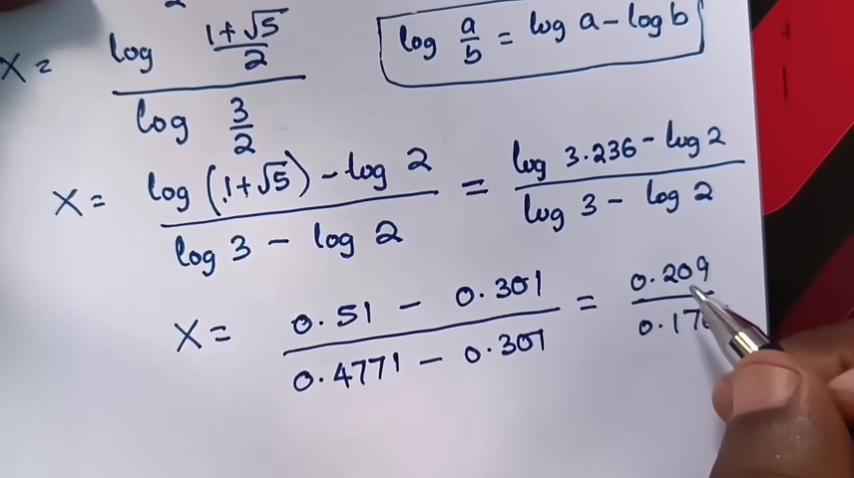 x = log (1+√5)/2 / log 3/2
log a/b = log a - log b
x = log (1+√5) - log 2 / log 3 - log 2 = log 3.236 - log 2 / log 3 - log 2
x = 0.51 - 0.301 / 0.4771 - 0.301 = 0.209 / 0.17